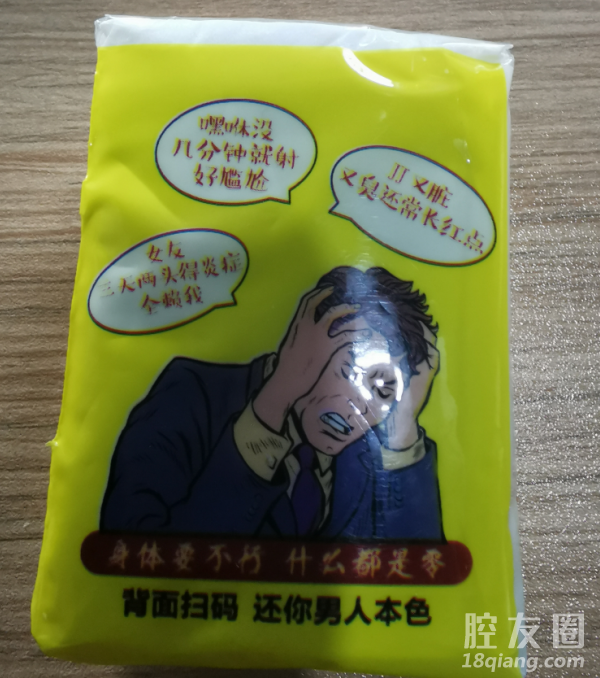 嘿咻没
几分钟就射
好尴尬
JJ又脏
又臭还常长红点
女友
三天两头得炎症
全赖我
身体要不朽 什么都是零
背面扫码 还你男人本色
腔友圈
18qiang.com